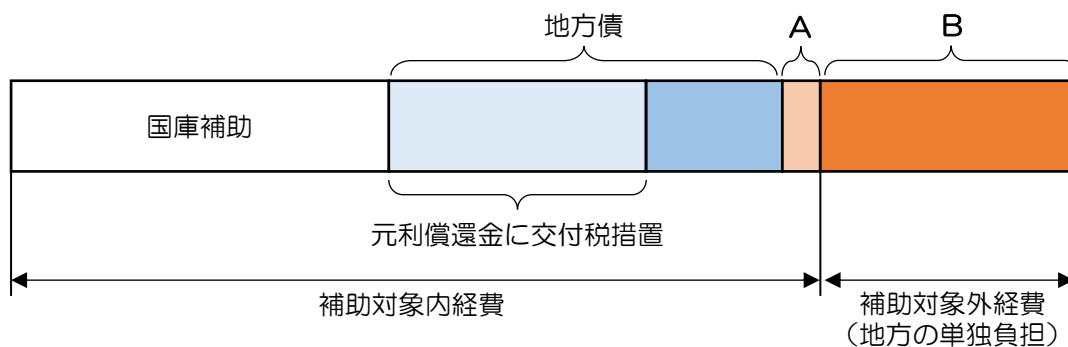 地方債
A
B
国庫補助
元利償還金に交付税措置
補助対象内経費
補助対象外経費
（地方の単独負担）